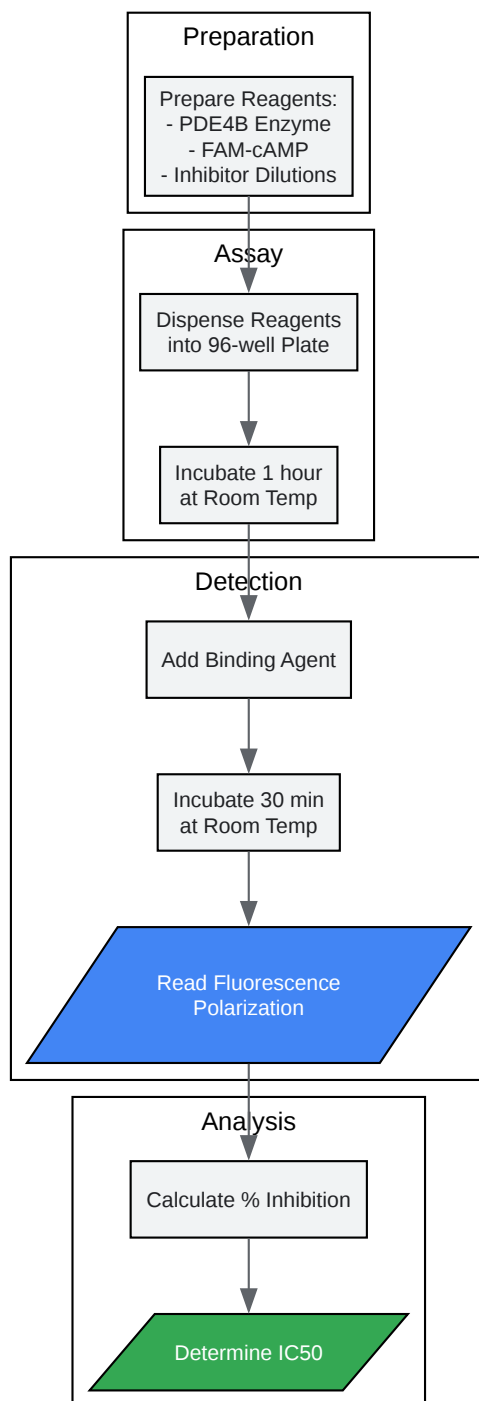 Preparation
Prepare Reagents:
- PDE4B Enzyme
- FAM-cAMP
- Inhibitor Dilutions
Assay
Dispense Reagents
into 96-well Plate
Incubate 1 hour
at Room Temp
Detection
Add Binding Agent
Incubate 30 min
at Room Temp
Read Fluorescence
Polarization
Analysis
Calculate % Inhibition
Determine IC50